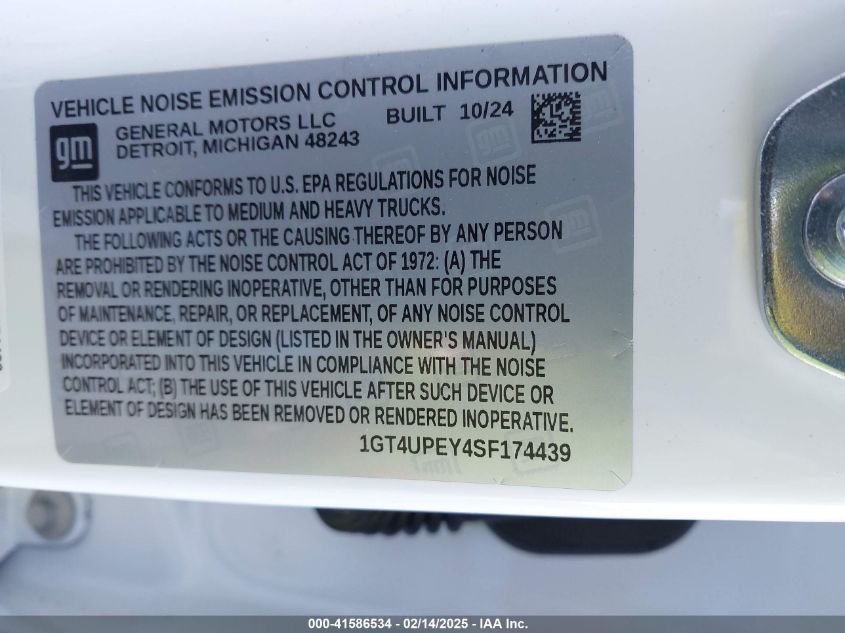 VEHICLE NOISE EMISSION CONTROL INFORMATION
gm
GENERAL MOTORS LLC BUILT 10/24
DETROIT, MICHIGAN 48243
THIS VEHICLE CONFORMS TO U.S. EPA REGULATIONS FOR NOISE
EMISSION APPLICABLE TO MEDIUM AND HEAVY TRUCKS.
THE FOLLOWING ACTS OR THE CAUSING THEREOF BY ANY PERSON
ARE PROHIBITED BY THE NOISE CONTROL ACT OF 1972: (A) THE
REMOVAL OR RENDERING INOPERATIVE, OTHER THAN FOR PURPOSES
OF MAINTENANCE, REPAIR, OR REPLACEMENT, OF ANY NOISE CONTROL
DEVICE OR ELEMENT OF DESIGN (LISTED IN THE OWNER'S MANUAL)
INCORPORATED INTO THIS VEHICLE IN COMPLIANCE WITH THE NOISE
CONTROL ACT; (B) THE USE OF THIS VEHICLE AFTER SUCH DEVICE OR
ELEMENT OF DESIGN HAS BEEN REMOVED OR RENDERED INOPERATIVE.
1GT4UPEY4SF174439
000-41586534 - 02/14/2025 - IAA Inc.